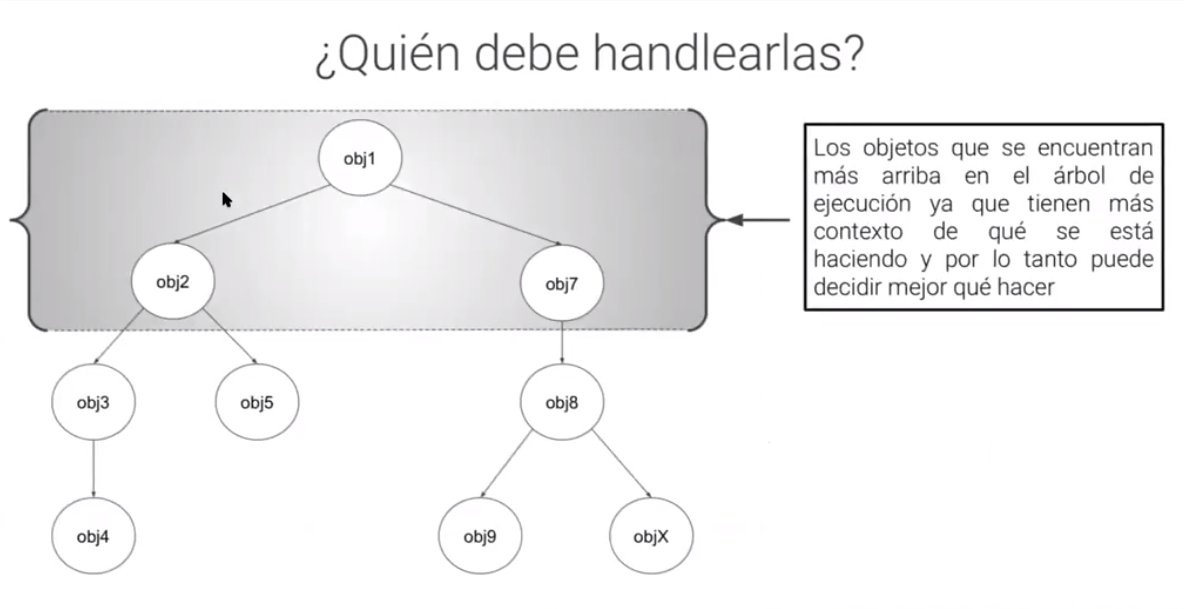 ¿Quién debe handlearlas?
obj1
Los objetos que se encuentran
más arriba en el árbol de
ejecución ya que tienen más
contexto de qué se está
haciendo y por lo tanto puede
decidir mejor qué hacer
obj2
obj7
obj3
obj5
obj8
obj4
obj9
objX